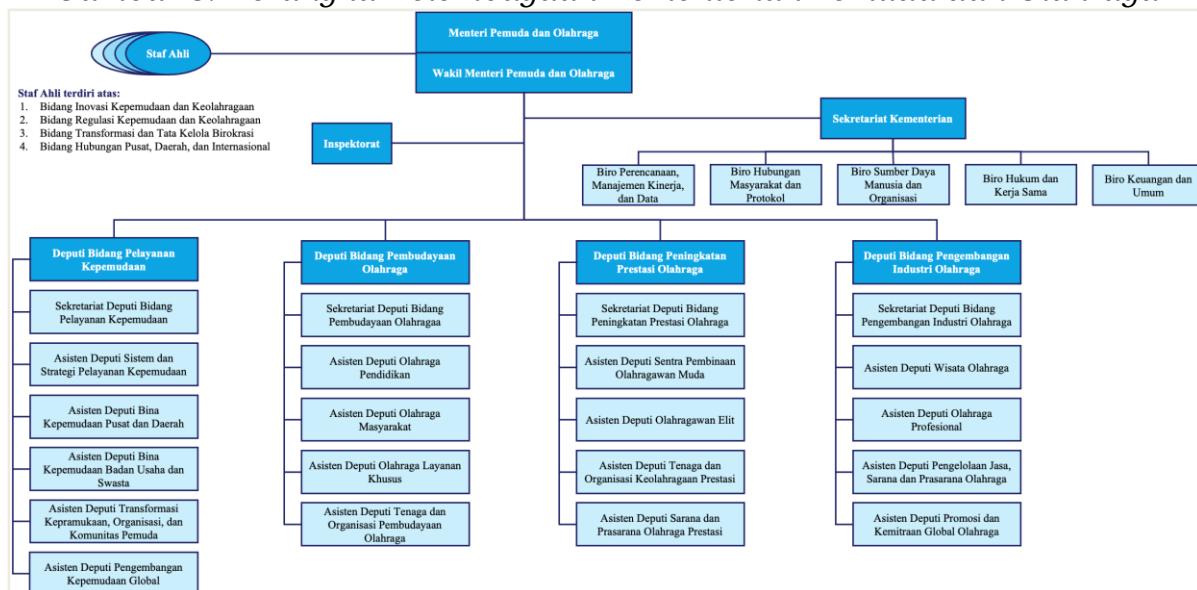 Menteri Pemuda dan Olahraga
Staf Ahli
Wakil Menteri Pemuda dan Olahraga
Staf Ahli terdiri atas:
1. Bidang Inovasi Kepemudaan dan Keolahragaan
2. Bidang Regulasi Kepemudaan dan Keolahragaan
3. Bidang Transformasi dan Tata Kelola Birokrasi
4. Bidang Hubungan Pusat, Daerah, dan Internasional
Sekretariat Kementerian
Inspektorat
Biro Perencanaan,
Manajemen Kinerja,
dan Data
Biro Hubungan
Masyarakat dan
Protokol
Biro Sumber Daya
Manusia dan
Organisasi
Biro Hukum dan
Kerja Sama
Biro Keuangan dan
Umum
Deputi Bidang Pelayanan
Kepemudaan
Sekretariat Deputi Bidang
Pelayanan Kepemudaan
Asisten Deputi Sistem dan
Strategi Pelayanan Kepemudaan
Asisten Deputi Bina
Kepemudaan Pusat dan Daerah
Asisten Deputi Bina
Kepemudaan Badan Usaha dan
Swasta
Asisten Deputi Transformasi
Kepramukaan, Organisasi, dan
Komunitas Pemuda
Asisten Deputi Pengembangan
Kepemudaan Global
Deputi Bidang Pembudayaan
Olahraga
Sekretariat Deputi Bidang
Pembudayaan Olahragaa
Asisten Deputi Olahraga
Pendidikan
Asisten Deputi Olahraga
Masyarakat
Asisten Deputi Olahraga Layanan
Khusus
Asisten Deputi Tenaga dan
Organisasi Pembudayaan
Olahraga
Deputi Bidang Peningkatan
Prestasi Olahraga
Sekretariat Deputi Bidang
Peningkatan Prestasi Olahraga
Asisten Deputi Sentra Pembinaan
Olahragawan Muda
Asisten Deputi Olahragawan Elit
Asisten Deputi Tenaga dan
Organisasi Keolahragaan Prestasi
Asisten Deputi Sarana dan
Prasarana Olahraga Prestasi
Deputi Bidang Pengembangan
Industri Olahraga
Sekretariat Deputi Bidang
Pengembangan Industri Olahraga
Asisten Deputi Wisata Olahraga
Asisten Deputi Olahraga
Profesional
Asisten Deputi Pengelolaan Jasa,
Sarana dan Prasarana Olahraga
Asisten Deputi Promosi dan
Kemitraan Global Olahraga